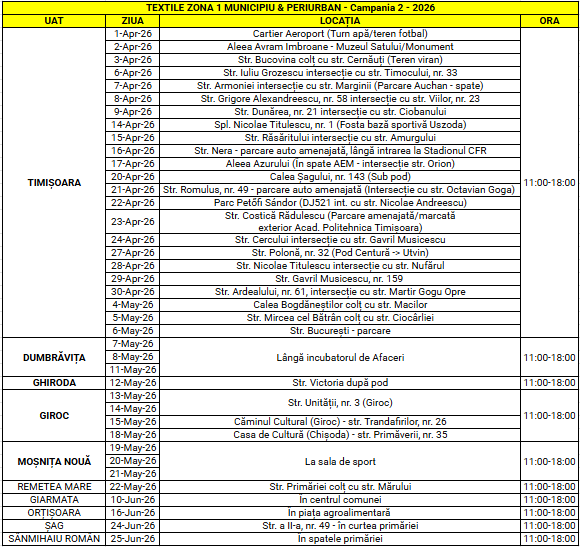 TEXTILE ZONA 1 MUNICIPIU & PERIURBAN - Campania 2 - 2026
UAT ZIUA LOCAȚIA ORA
TIMIȘOARA 11:00-18:00
1-Apr-26 Cartier Aeroport (Turn apă/teren fotbal)
2-Apr-26 Aleea Avram Imbroane - Muzeul Satului/Monument
3-Apr-26 Str. Bucovina colț cu str. Cernăuți (Teren viran)
6-Apr-26 Str. Iuliu Grozescu intersecție cu str. Timocului, nr. 33
7-Apr-26 Str. Armoniei intersecție cu str. Marginii (Parcare Auchan - spate)
8-Apr-26 Str. Grigore Alexandreescu, nr. 58 intersecție cu str. Viilor, nr. 23
9-Apr-26 Str. Dunărea, nr. 21 intersecție cu str. Ciobanului
14-Apr-26 Spl. Nicolae Titulescu, nr. 1 (Fosta bază sportivă Uszoda)
15-Apr-26 Str. Răsăritului intersecție cu str. Amurgului
16-Apr-26 Str. Nera - parcare auto amenajată, lângă intrarea la Stadionul CFR
17-Apr-26 Aleea Azurului (În spate AEM - intersecție str. Orion)
20-Apr-26 Calea Șagului, nr. 143 (Sub pod)
21-Apr-26 Str. Romulus, nr. 49 - parcare auto amenajată (Intersecție cu str. Octavian Goga)
22-Apr-26 Parc Petőfi Sándor (DJ521 int. cu str. Nicolae Andreescu)
23-Apr-26 Str. Costică Rădulescu (Parcare amenajată/marcată
exterior Acad. Politehnica Timișoara)
24-Apr-26 Str. Cercului intersecție cu str. Gavril Musicescu
27-Apr-26 Str. Polonă, nr. 32 (Pod Centură -> Utvin)
28-Apr-26 Str. Nicolae Titulescu intersecție cu str. Nufărul
29-Apr-26 Str. Gavril Musicescu, nr. 159
30-Apr-26 Str. Ardealului, nr. 61, intersecție cu str. Martir Gogu Opre
4-May-26 Calea Bogdăneștilor colț cu str. Macilor
5-May-26 Str. Mircea cel Bătrân colț cu str. Ciocârliei
6-May-26 Str. București - parcare
DUMBRĂVIȚA Lângă incubatorul de Afaceri 11:00-18:00
7-May-26
8-May-26
11-May-26
GHIRODA 12-May-26 Str. Victoria după pod 11:00-18:00
GIROC 11:00-18:00
13-May-26 Str. Unității, nr. 3 (Giroc)
14-May-26
15-May-26 Căminul Cultural (Giroc) - str. Trandafirilor, nr. 26
18-May-26 Casa de Cultură (Chișoda) - str. Primăverii, nr. 35
MOȘNIȚA NOUĂ La sala de sport 11:00-18:00
19-May-26
20-May-26
21-May-26
REMETEA MARE 22-May-26 Str. Primăriei colț cu str. Mărului 11:00-18:00
GIARMATA 10-Jun-26 În centrul comunei 11:00-18:00
ORȚIȘOARA 16-Jun-26 În piața agroalimentară 11:00-18:00
ȘAG 24-Jun-26 Str. a II-a, nr. 49 - în curtea primăriei 11:00-18:00
SÂNMIHAIU ROMÂN 25-Jun-26 În spatele primăriei 11:00-18:00